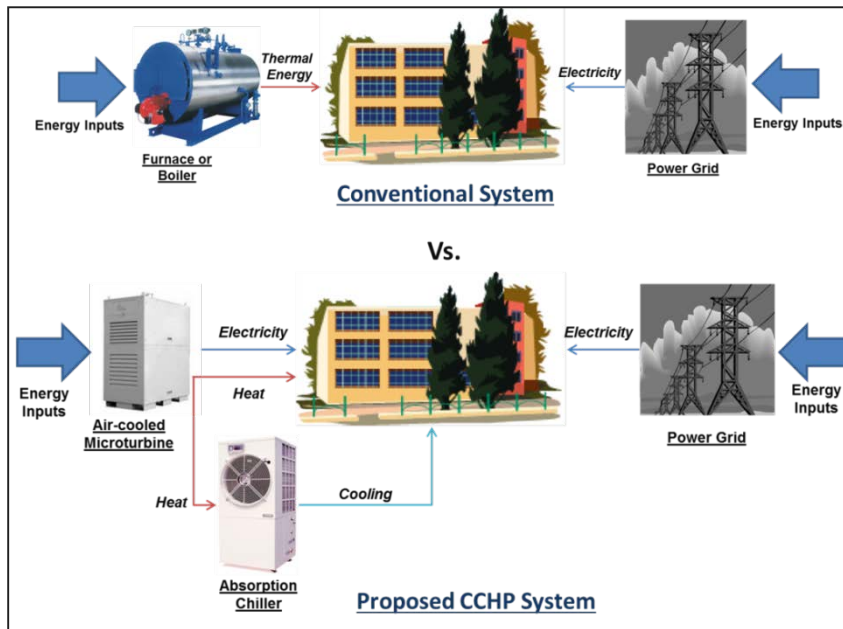 Thermal
Energy
Electricity
Energy Inputs
Energy Inputs
Furnace or
Boiler
Power Grid
Conventional System
Vs.
Electricity
Electricity
Energy
Inputs
Heat
Energy
Inputs
Air-cooled
Microturbine
Power Grid
Heat
Cooling
Absorption
Chiller
Proposed CCHP System